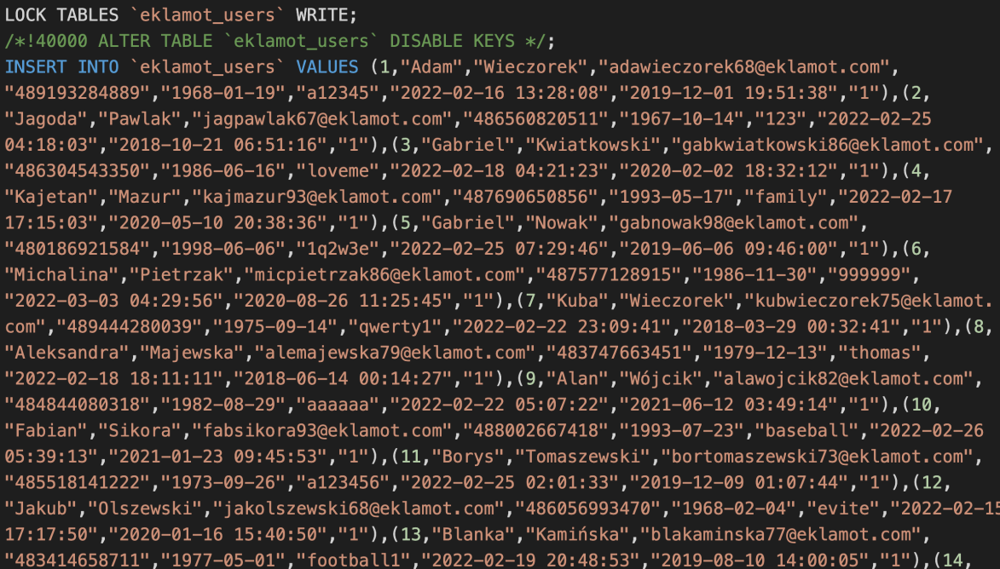 LOCK TABLES `eklamot_users` WRITE;
/*!40000 ALTER TABLE `eklamot_users` DISABLE KEYS */;
INSERT INTO `eklamot_users` VALUES (1,"Adam","Wieczorek","adawieczorek68@eklamot.com",
"489193284889","1968-01-19","a12345","2022-02-16 13:28:08","2019-12-01 19:51:38","1"),(2,
"Jagoda","Pawlak","jagpawlak67@eklamot.com","486560820511","1967-10-14","123","2022-02-25
04:18:03","2018-10-21 06:51:16","1"),(3,"Gabriel","Kwiatkowski","gabkwiatkowski86@eklamot.com",
"486304543350","1986-06-16","loveme","2022-02-18 04:21:23","2020-02-02 18:32:12","1"),(4,
"Kajetan","Mazur","kajmazur93@eklamot.com","487690650856","1993-05-17","family","2022-02-17
17:15:03","2020-05-10 20:38:36","1"),(5,"Gabriel","Nowak","gabnowak98@eklamot.com",
"480186921584","1998-06-06","1q2w3e","2022-02-25 07:29:46","2019-06-06 09:46:00","1"),(6,
"Michalina","Pietrzak","micpietrzak86@eklamot.com","487577128915","1986-11-30","999999",
"2022-03-03 04:29:56","2020-08-26 11:25:45","1"),(7,"Kuba","Wieczorek","kubwieczorek75@eklamot.
com","489444280039","1975-09-14","qwerty1","2022-02-22 23:09:41","2018-03-29 00:32:41","1"),(8,
"Aleksandra","Majewska","alemajewska79@eklamot.com","483747663451","1979-12-13","thomas",
"2022-02-18 18:11:11","2018-06-14 00:14:27","1"),(9,"Alan","Wójcik","alawojcik82@eklamot.com",
"484844080318","1982-08-29","aaaaaa","2022-02-22 05:07:22","2021-06-12 03:49:14","1"),(10,
"Fabian","Sikora","fabsikora93@eklamot.com","488002667418","1993-07-23","baseball","2022-02-26
05:39:13","2021-01-23 09:45:53","1"),(11,"Borys","Tomaszewski","bortomaszewski73@eklamot.com",
"485518141222","1973-09-26","a123456","2022-02-25 02:01:33","2019-12-09 01:07:44","1"),(12,
"Jakub","Olszewski","jakolszewski68@eklamot.com","486056993470","1968-02-04","evite","2022-02-15
17:17:50","2020-01-16 15:40:50","1"),(13,"Blanka","Kamińska","blakaminska77@eklamot.com",
"483414658711","1977-05-01","football1","2022-02-19 20:48:53","2019-08-10 14:00:05","1"),(14,